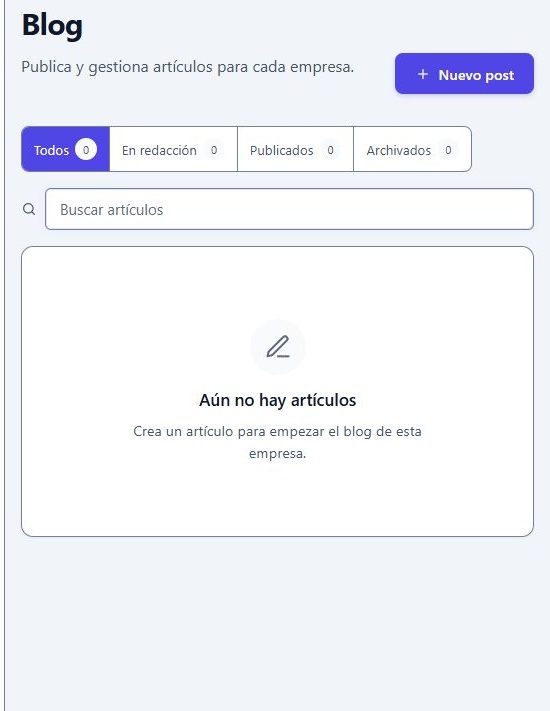 Blog
Publica y gestiona artículos para cada empresa.
+ Nuevo post
Todos 0
En redacción 0
Publicados 0
Archivados 0
Buscar artículos
Aún no hay artículos
Crea un artículo para empezar el blog de esta
empresa.